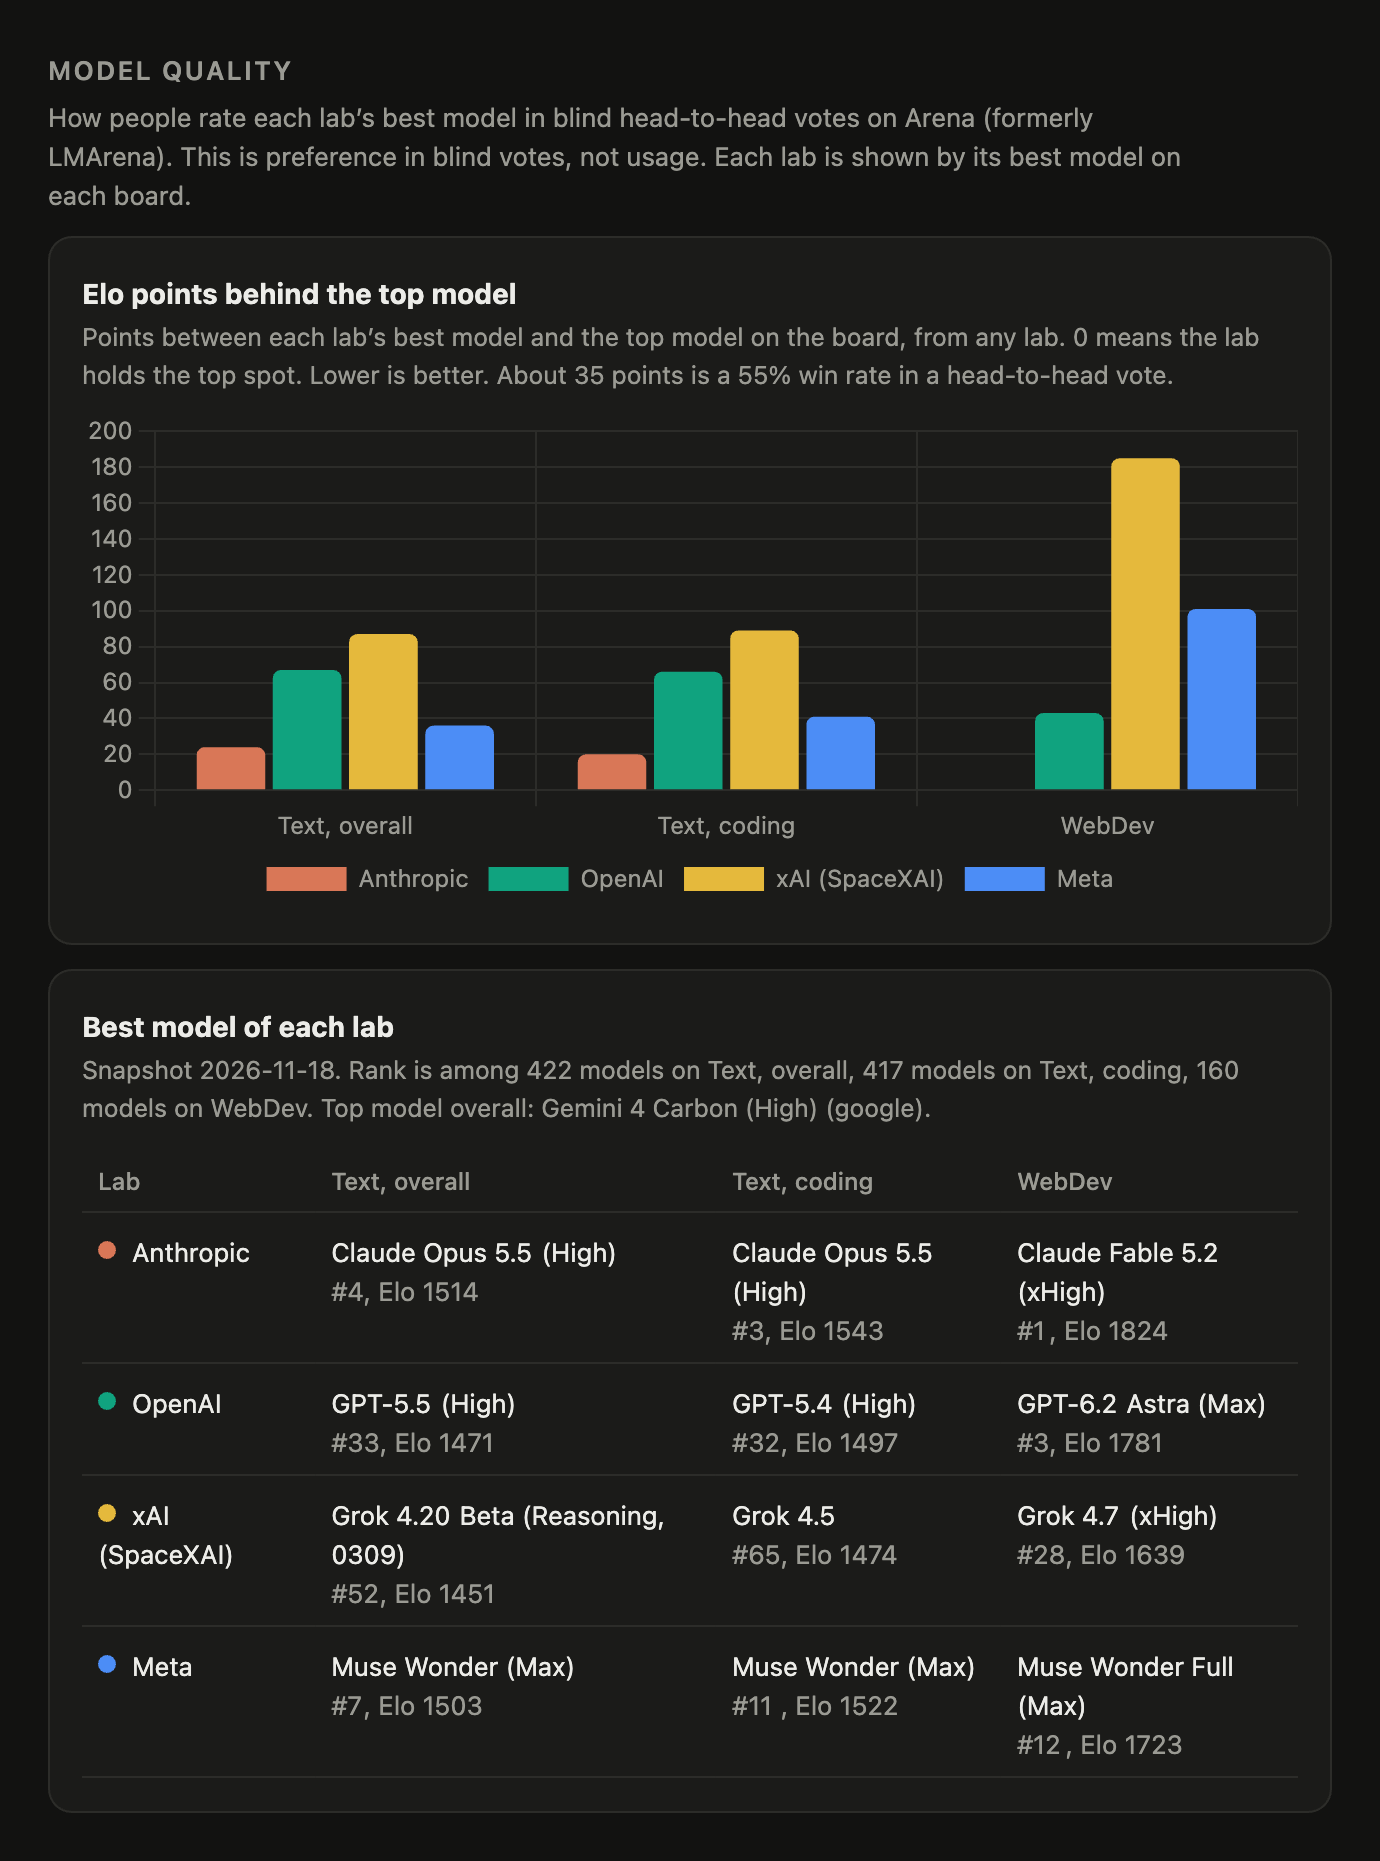 MODEL QUALITY
How people rate each lab’s best model in blind head-to-head votes on Arena (formerly
LMArena). This is preference in blind votes, not usage. Each lab is shown by its best model on
each board.
Elo points behind the top model
Points between each lab’s best model and the top model on the board, from any lab. 0 means the lab
holds the top spot. Lower is better. About 35 points is a 55% win rate in a head-to-head vote.
200
180
160
140
120
100
80
60
40
20
0
Text, overall
Text, coding
WebDev
Anthropic
OpenAI
xAI (SpaceXAI)
Meta
Best model of each lab
Snapshot 2026-11-18. Rank is among 422 models on Text, overall, 417 models on Text, coding, 160
models on WebDev. Top model overall: Gemini 4 Carbon (High) (google).
Lab
Text, overall
Text, coding
WebDev
Anthropic
Claude Opus 5.5 (High)
#4, Elo 1514
Claude Opus 5.5
(High)
#3, Elo 1543
Claude Fable 5.2
(xHigh)
#1, Elo 1824
OpenAI
GPT-5.5 (High)
#33, Elo 1471
GPT-5.4 (High)
#32, Elo 1497
GPT-6.2 Astra (Max)
#3, Elo 1781
xAI
(SpaceXAI)
Grok 4.20 Beta (Reasoning,
0309)
#52, Elo 1451
Grok 4.5
#65, Elo 1474
Grok 4.7 (xHigh)
#28, Elo 1639
Meta
Muse Wonder (Max)
#7, Elo 1503
Muse Wonder (Max)
#11, Elo 1522
Muse Wonder Full
(Max)
#12, Elo 1723